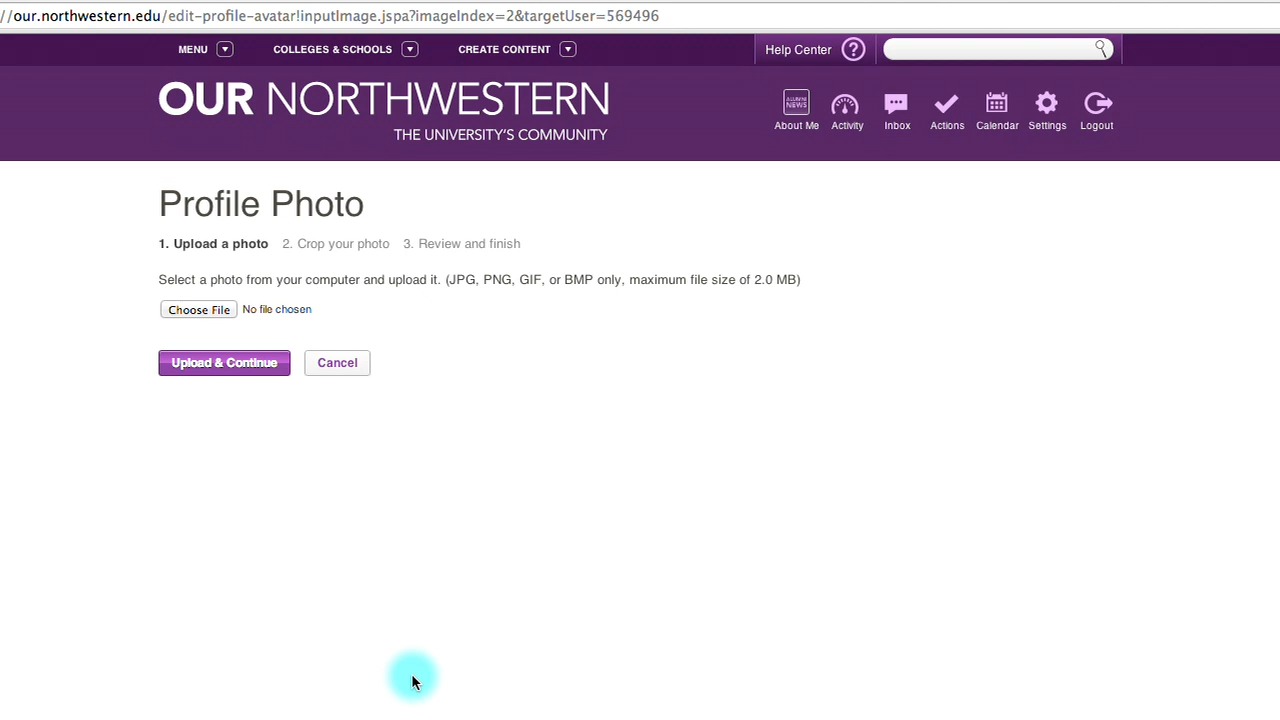 //our.northwestern.edu/edit-profile-avatar!inputImage.jspa?imageIndex=2&targetUser=569496
MENU COLLEGES & SCHOOLS CREATE CONTENT Help Center ?
OUR NORTHWESTERN
THE UNIVERSITY'S COMMUNITY
ALUMNI NEWS
About Me Activity Inbox Actions Calendar Settings Logout
Profile Photo
1. Upload a photo 2. Crop your photo 3. Review and finish
Select a photo from your computer and upload it. (JPG, PNG, GIF, or BMP only, maximum file size of 2.0 MB)
Choose File No file chosen
Upload & Continue Cancel